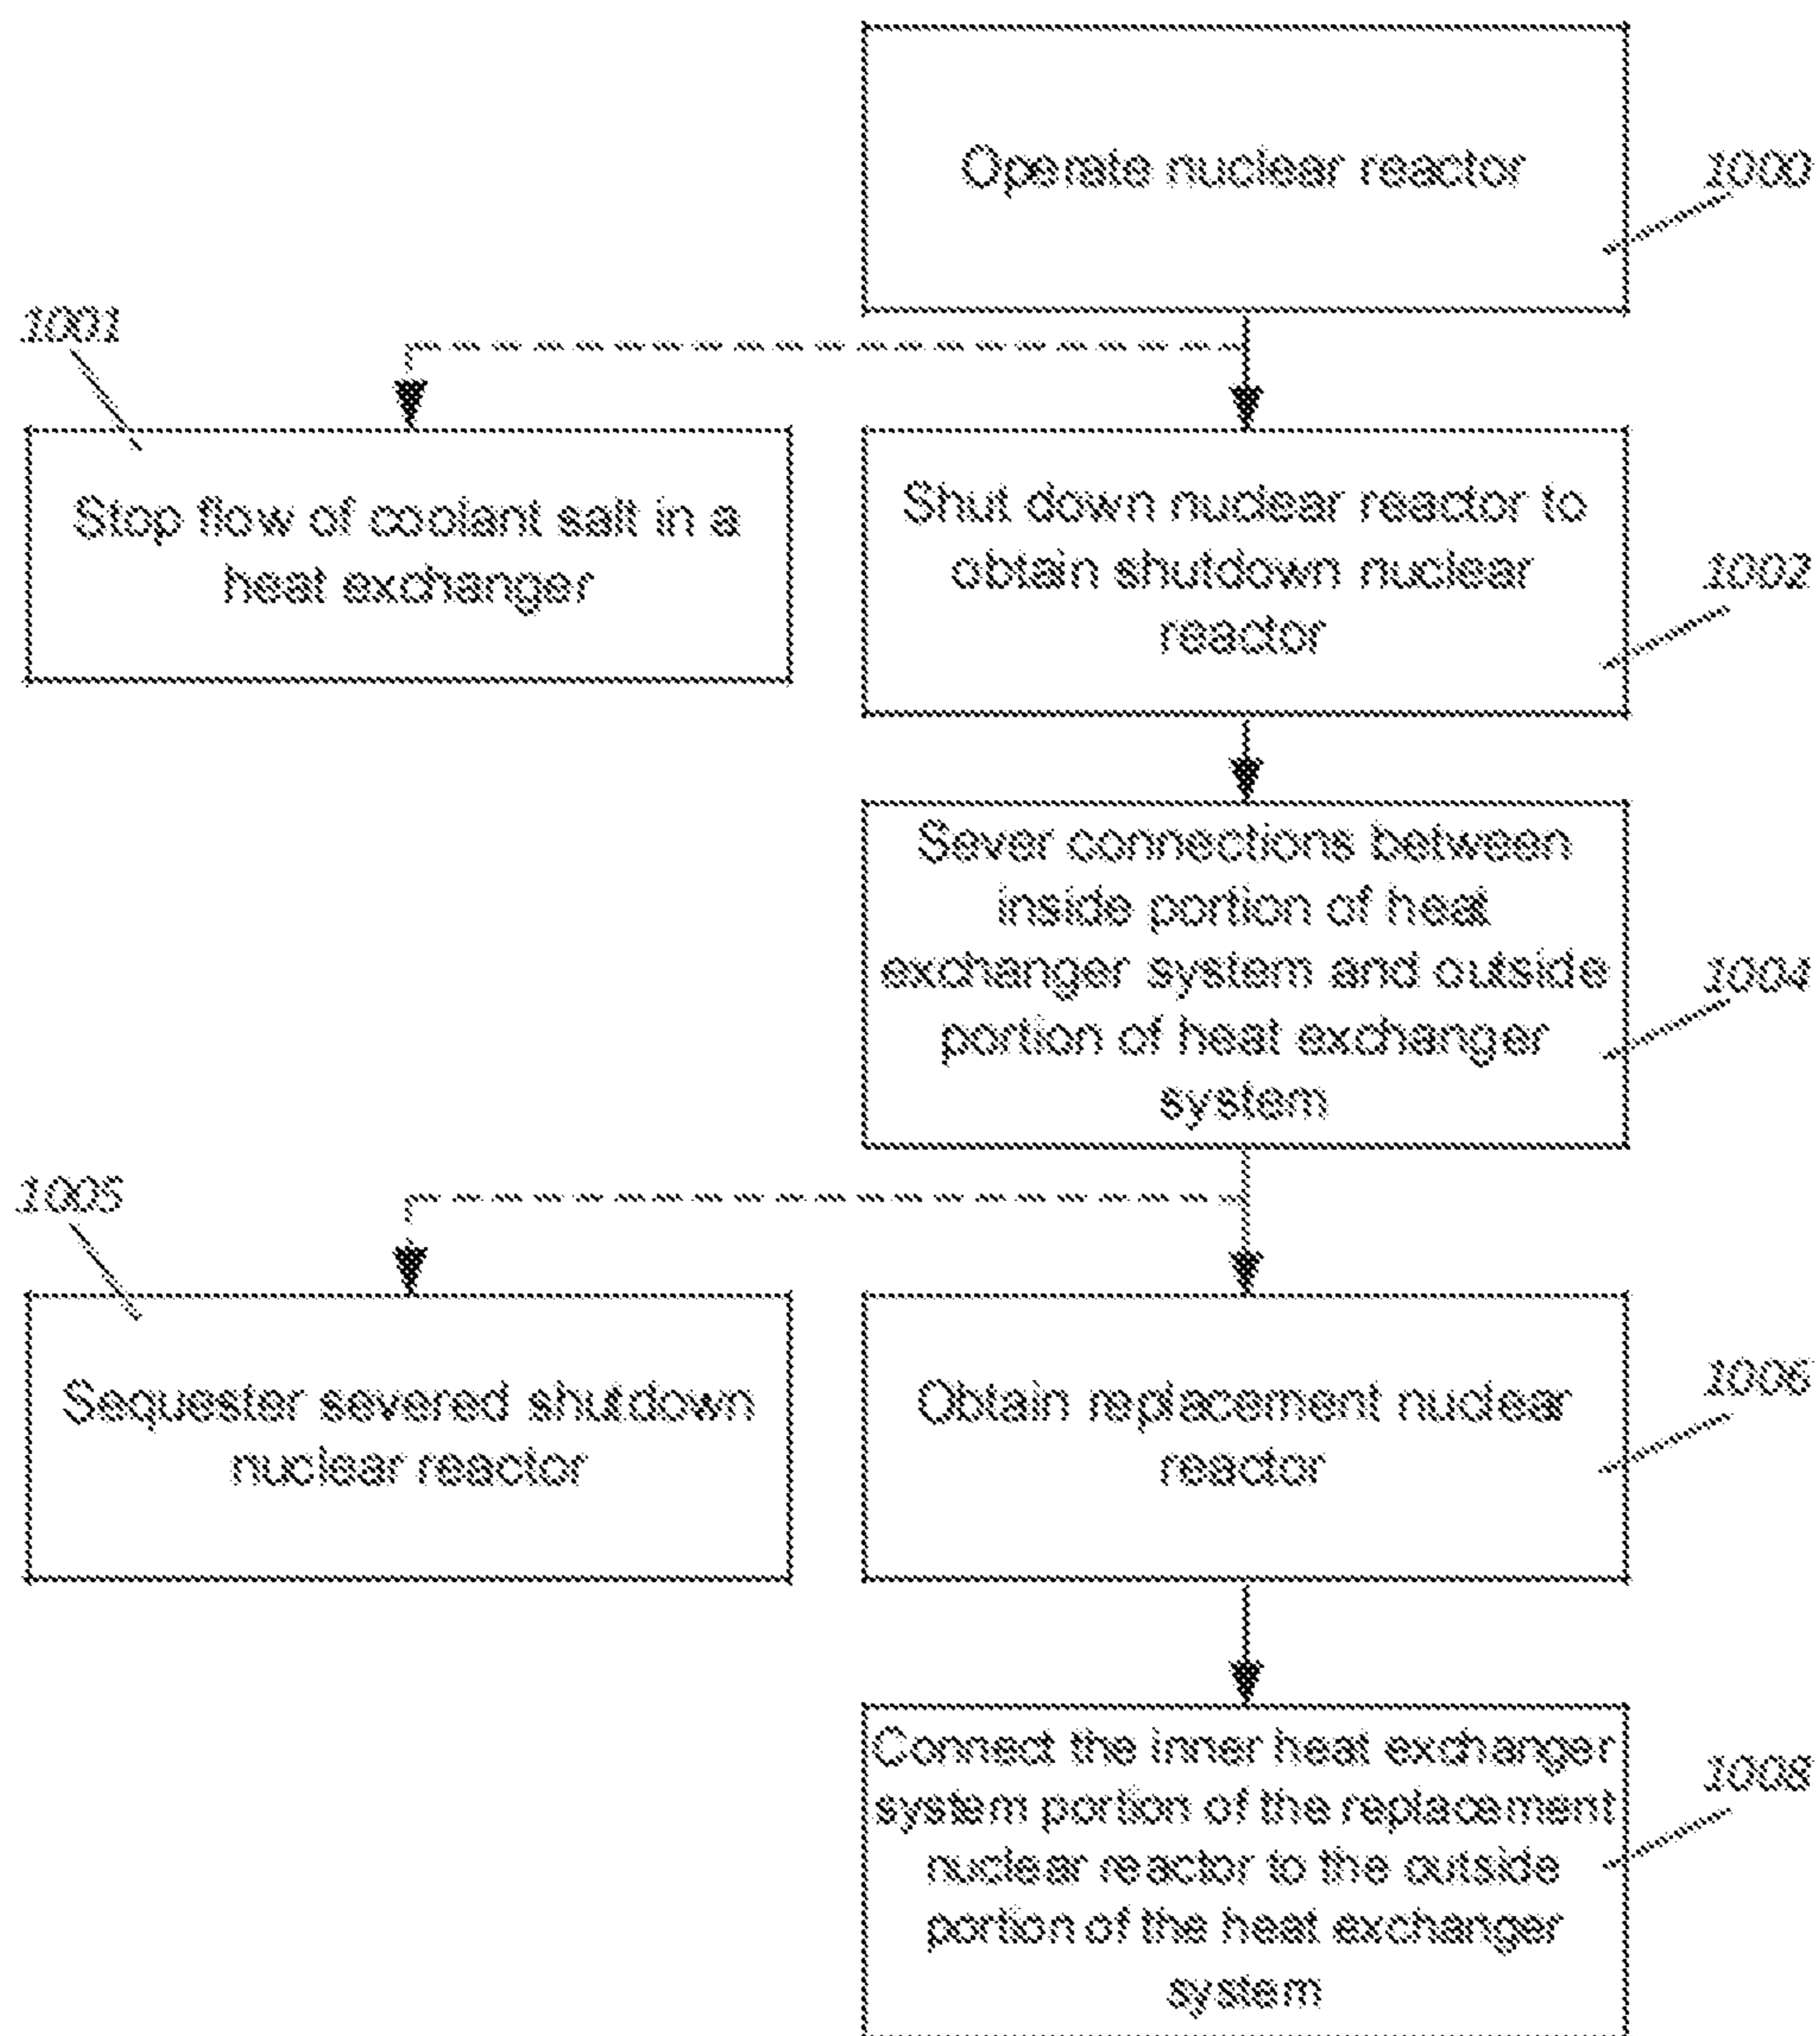 Operate nuclear reactor
1000
1001
Stop flow of coolant salt in a
heat exchanger
Shut down nuclear reactor to
obtain shutdown nuclear
reactor
1002
Sever connections between
inside portion of heat
exchanger system and outside
portion of heat exchanger
system
1004
1005
Sequester severed shutdown
nuclear reactor
Obtain replacement nuclear
reactor
1006
Connect the inner heat exchanger
system portion of the replacement
nuclear reactor to the outside
portion of the heat exchanger
system
1008